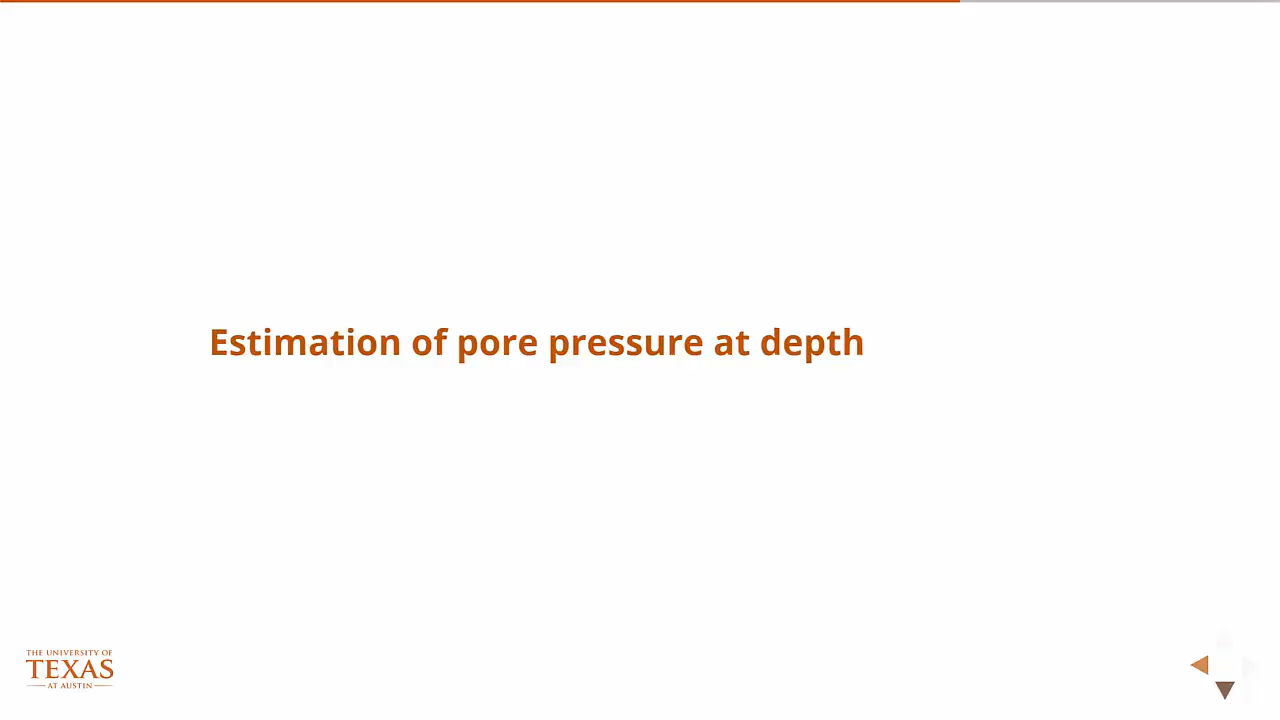 Estimation of pore pressure at depth
THE UNIVERSITY OF
TEXAS
AT AUSTIN